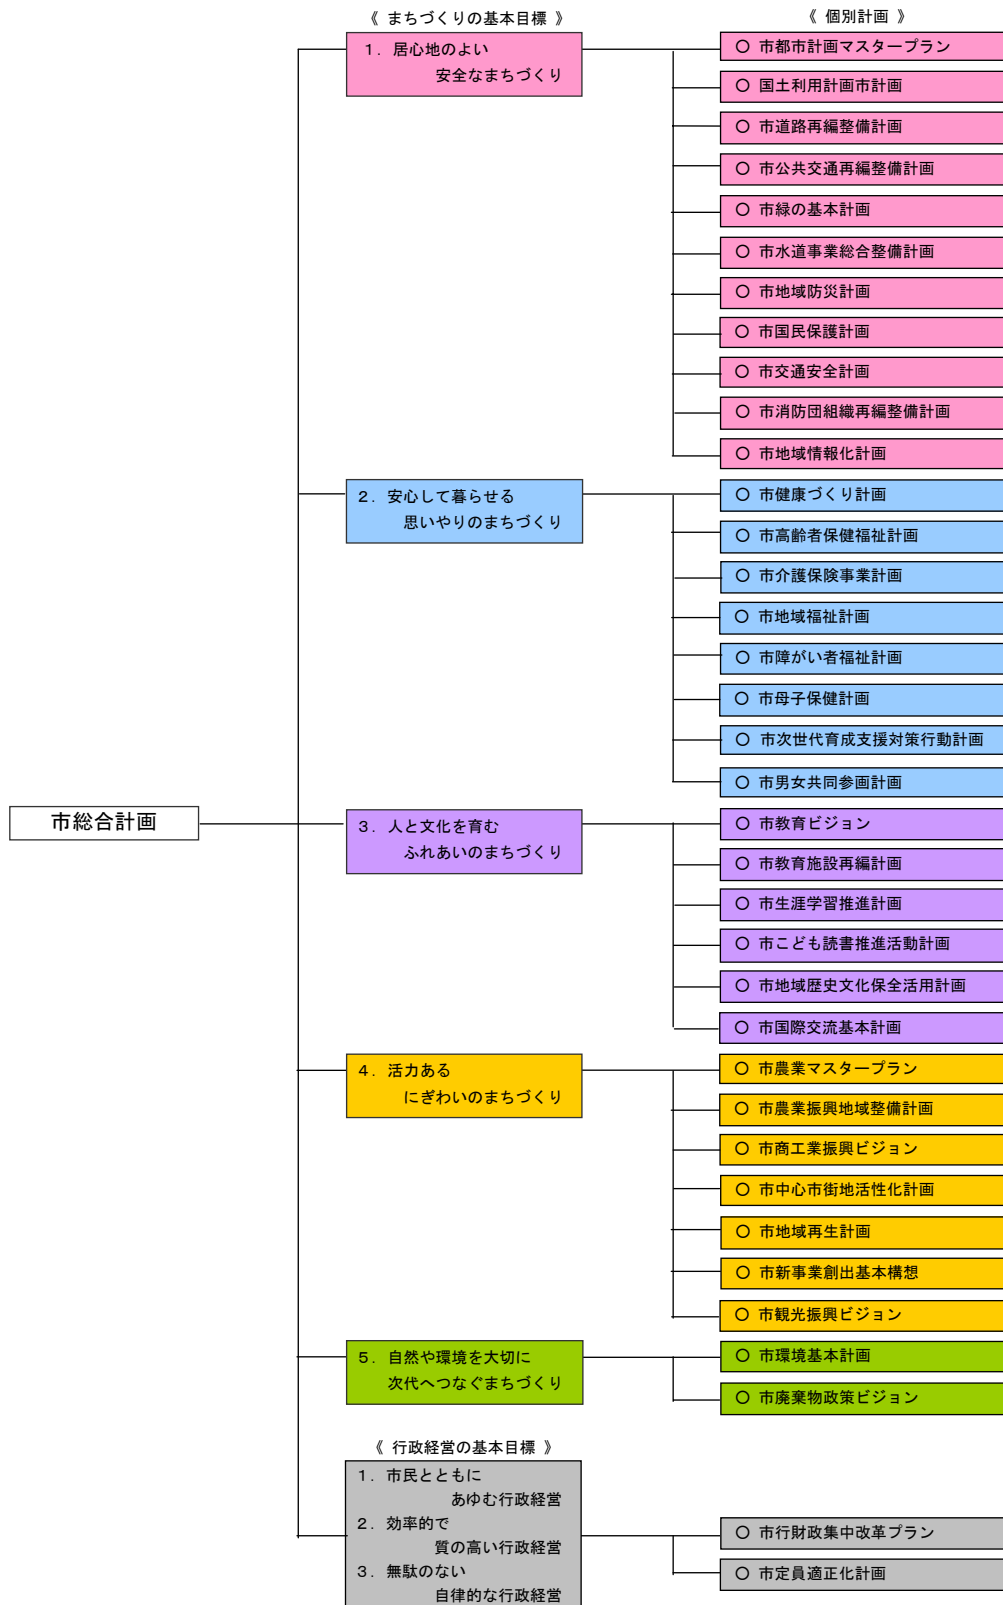 《 まちづくりの基本目標 》
《 個別計画 》
市総合計画
1. 居心地のよい
安全なまちづくり
○ 市都市計画マスタープラン
○ 国土利用計画市計画
○ 市道路再編整備計画
○ 市公共交通再編整備計画
○ 市緑の基本計画
○ 市水道事業総合整備計画
○ 市地域防災計画
○ 市国民保護計画
○ 市交通安全計画
○ 市消防団組織再編整備計画
○ 市地域情報化計画
2. 安心して暮らせる
思いやりのまちづくり
○ 市健康づくり計画
○ 市高齢者保健福祉計画
○ 市介護保険事業計画
○ 市地域福祉計画
○ 市障がい者福祉計画
○ 市母子保健計画
○ 市次世代育成支援対策行動計画
○ 市男女共同参画計画
3. 人と文化を育む
ふれあいのまちづくり
○ 市教育ビジョン
○ 市教育施設再編計画
○ 市生涯学習推進計画
○ 市こども読書推進活動計画
○ 市地域歴史文化保全活用計画
○ 市国際交流基本計画
4. 活力ある
にぎわいのまちづくり
○ 市農業マスタープラン
○ 市農業振興地域整備計画
○ 市商工業振興ビジョン
○ 市中心市街地活性化計画
○ 市地域再生計画
○ 市新事業創出基本構想
○ 市観光振興ビジョン
5. 自然や環境を大切に
次代へつなぐまちづくり
○ 市環境基本計画
○ 市廃棄物政策ビジョン
《 行政経営の基本目標 》
1. 市民とともに
あゆむ行政経営
2. 効率的で
質の高い行政経営
3. 無駄のない
自律的な行政経営
○ 市行財政集中改革プラン
○ 市定員適正化計画